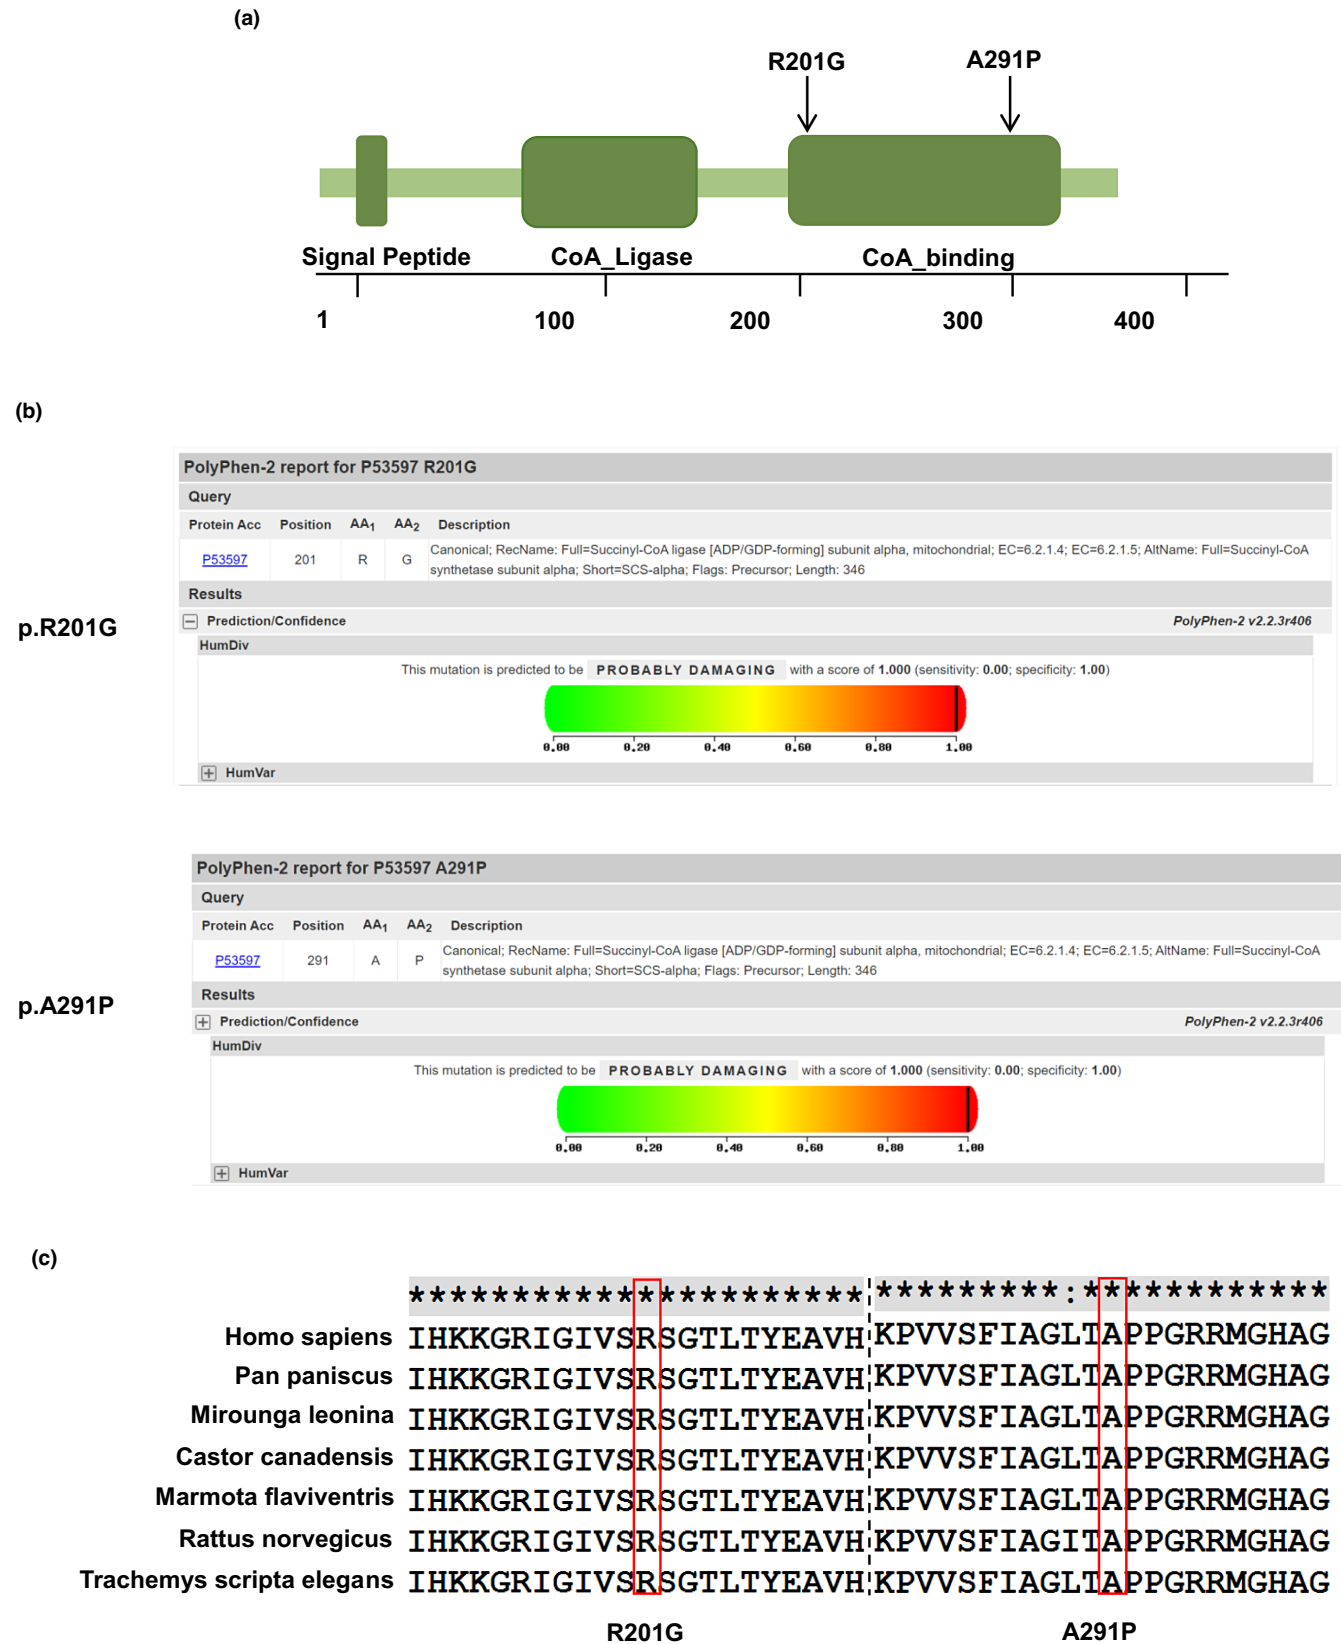 (a)
R201G A291P
Signal Peptide CoA_Ligase CoA_binding
1 100 200 300 400
(b)
p.R201G
PolyPhen-2 report for P53597 R201G
Query
Protein Acc Position AA1 AA2 Description
P53597 201 R G Canonical; RecName: Full=Succinyl-CoA ligase [ADP/GDP-forming] subunit alpha, mitochondrial; EC=6.2.1.4; EC=6.2.1.5; AltName: Full=Succinyl-CoA
synthetase subunit alpha; Short=SCS-alpha; Flags: Precursor; Length: 346
Results
Prediction/Confidence PolyPhen-2 v2.2.3r406
HumDiv
This mutation is predicted to be PROBABLY DAMAGING with a score of 1.000 (sensitivity: 0.00; specificity: 1.00)
0.00 0.20 0.40 0.60 0.80 1.00
HumVar
p.A291P
PolyPhen-2 report for P53597 A291P
Query
Protein Acc Position AA1 AA2 Description
P53597 291 A P Canonical; RecName: Full=Succinyl-CoA ligase [ADP/GDP-forming] subunit alpha, mitochondrial; EC=6.2.1.4; EC=6.2.1.5; AltName: Full=Succinyl-CoA
synthetase subunit alpha; Short=SCS-alpha; Flags: Precursor; Length: 346
Results
Prediction/Confidence PolyPhen-2 v2.2.3r406
HumDiv
This mutation is predicted to be PROBABLY DAMAGING with a score of 1.000 (sensitivity: 0.00; specificity: 1.00)
0.00 0.20 0.40 0.60 0.80 1.00
HumVar
(c)
********************** *********:************
Homo sapiens IHKKGRIGIVSRSGTLTYEAVH KPVVSFIAGLTAPPGRRMGHAG
Pan paniscus IHKKGRIGIVSRSGTLTYEAVH KPVVSFIAGLTAPPGRRMGHAG
Mirounga leonina IHKKGRIGIVSRSGTLTYEAVH KPVVSFIAGLTAPPGRRMGHAG
Castor canadensis IHKKGRIGIVSRSGTLTYEAVH KPVVSFIAGLTAPPGRRMGHAG
Marmota flaviventris IHKKGRIGIVSRSGTLTYEAVH KPVVSFIAGLTAPPGRRMGHAG
Rattus norvegicus IHKKGRIGIVSRSGTLTYEAVH KPVVSFIAGITAPPGRRMGHAG
Trachemys scripta elegans IHKKGRIGIVSRSGTLTYEAVH KPVVSFIAGLTAPPGRRMGHAG
R201G A291P